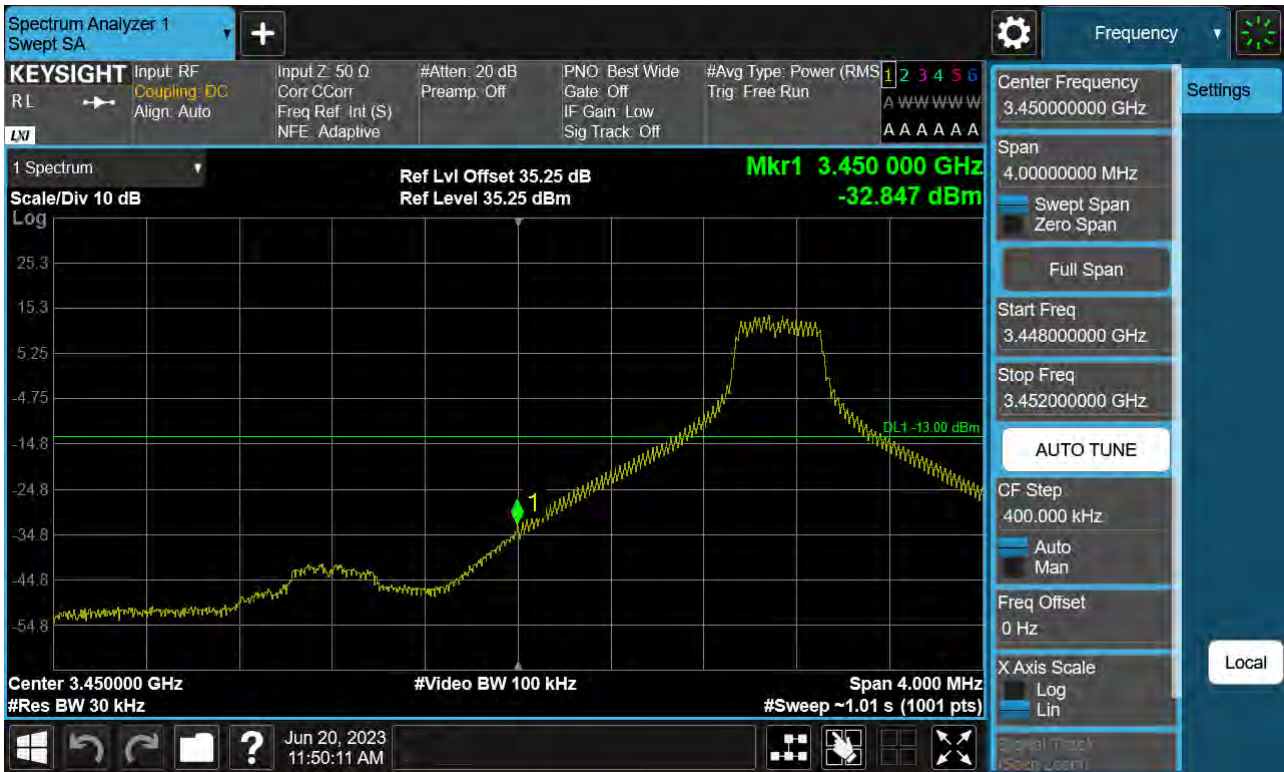 Spectrum Analyzer 1
Swept SA
+
Frequency
KEYSIGHT
RL
LXI
Input: RF
Coupling: DC
Align: Auto
Input Z: 50 Ω
Corr CCorr
Freq Ref: Int (S)
NFE: Adaptive
#Atten: 20 dB
Preamp: Off
PNO: Best Wide
Gate: Off
IF Gain: Low
Sig Track: Off
#Avg Type: Power (RMS
Trig: Free Run
1 2 3 4 5 6
A W W W W W
A A A A A A
1 Spectrum
Scale/Div 10 dB
Ref Lvl Offset 35.25 dB
Ref Level 35.25 dBm
Mkr1 3.450 000 GHz
-32.847 dBm
Log
25.3
15.3
5.25
-4.75
-14.8
-24.8
-34.8
-44.8
-54.8
DL1 -13.00 dBm
1
Center 3.450000 GHz
#Res BW 30 kHz
#Video BW 100 kHz
Span 4.000 MHz
#Sweep ~1.01 s (1001 pts)
Center Frequency
3.450000000 GHz
Settings
Span
4.00000000 MHz
Swept Span
Zero Span
Full Span
Start Freq
3.448000000 GHz
Stop Freq
3.452000000 GHz
AUTO TUNE
CF Step
400.000 kHz
Auto
Man
Freq Offset
0 Hz
X Axis Scale
Log
Lin
Signal Track
(Span Zoom)
Local
?
Jun 20, 2023
11:50:11 AM